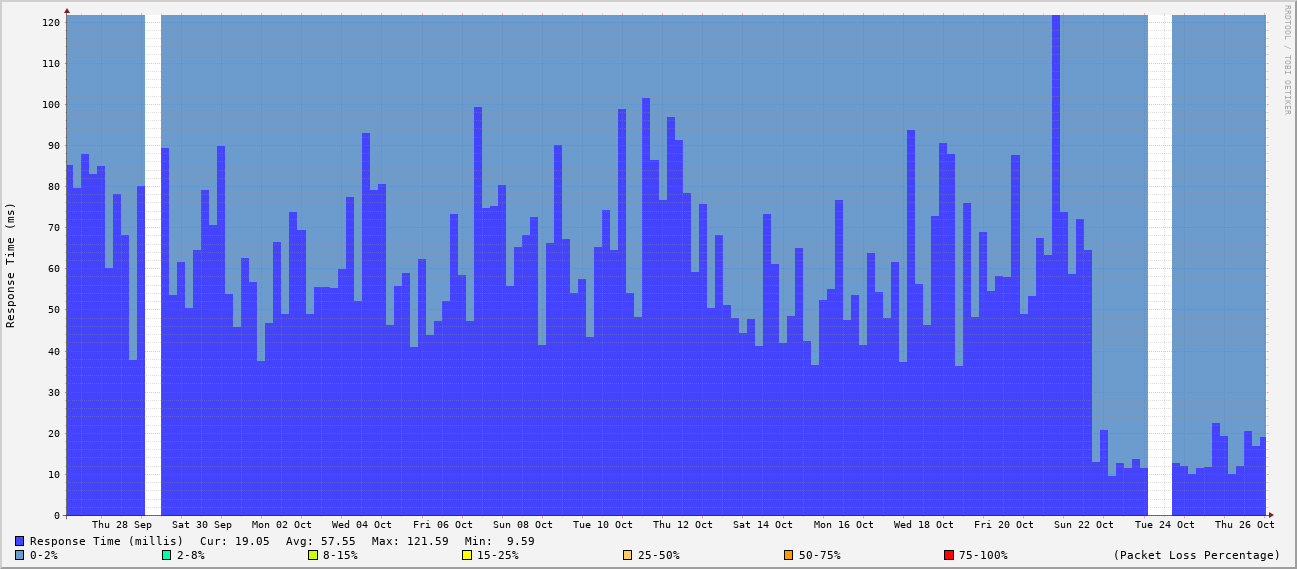 RRDTOOL / TOBI OETIKER
Response Time (ms)
120
110
100
90
80
70
60
50
40
30
20
10
0
Thu 28 Sep Sat 30 Sep Mon 02 Oct Wed 04 Oct Fri 06 Oct Sun 08 Oct Tue 10 Oct Thu 12 Oct Sat 14 Oct Mon 16 Oct Wed 18 Oct Fri 20 Oct Sun 22 Oct Tue 24 Oct Thu 26 Oct
Response Time (millis) Cur: 19.05 Avg: 57.55 Max: 121.59 Min: 9.59
0-2% 2-8% 8-15% 15-25% 25-50% 50-75% 75-100% (Packet Loss Percentage)